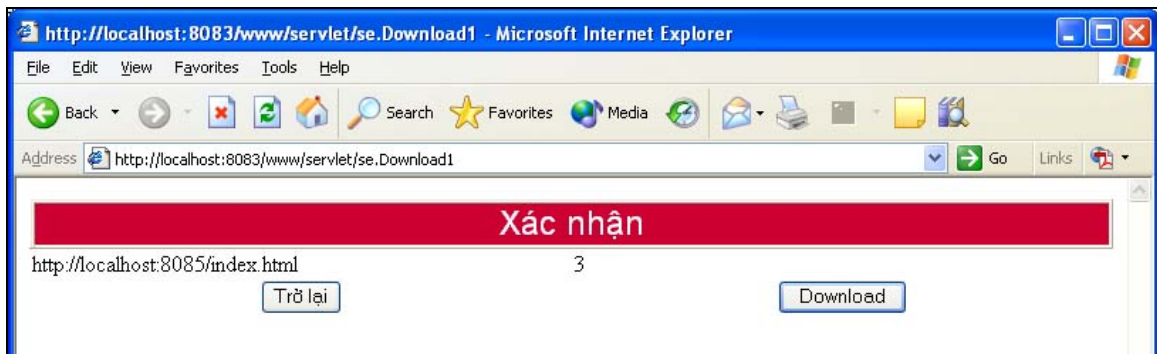 http://localhost:8083/www/servlet/se.Download1 - Microsoft Internet Explorer
File Edit View Favorites Tools Help
Back Search Favorites Media
Address http://localhost:8083/www/servlet/se.Download1 Go Links
Xác nhận
http://localhost:8085/index.html 3
Trở lại Download